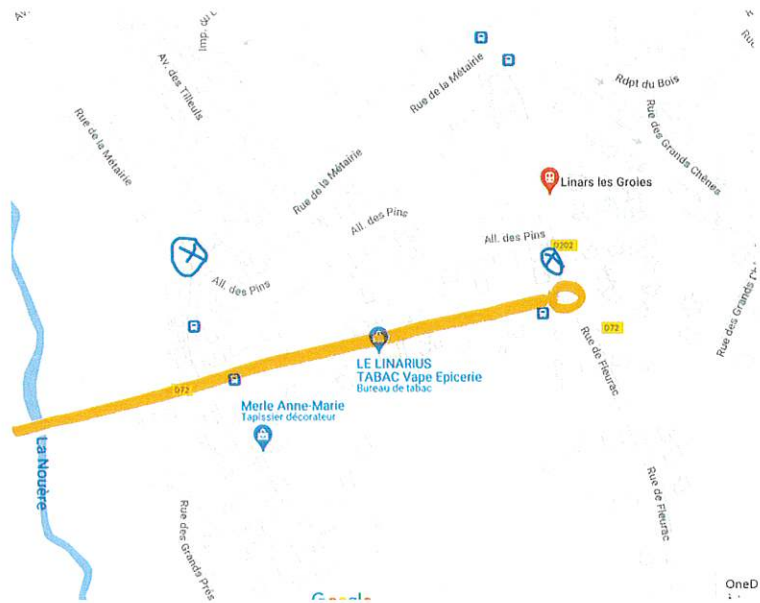 Av.
Imp. du
Av. des Tilleuls
Rue de la Métairie
Rue de la Métairie
Rue de la Métairie
Rdpt du Bois
Rue des Grands Chênes
Linars les Groies
All. des Pins
All. des Pins
D202
All. des Pins
Rue des Grands
D72
LE LINARIUS
TABAC Vape Epicerie
Bureau de tabac
Rue de Fleurac
D72
Merle Anne-Marie
Tapissier décorateur
La Nouère
Rue des Grands Prés
Rue de Fleurac
Google
OneD